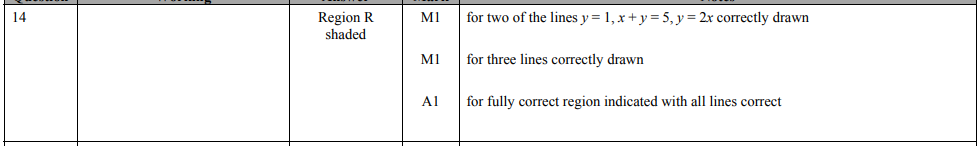 14
Region R
shaded
M1 for two of the lines y = 1, x + y = 5, y = 2x correctly drawn
M1 for three lines correctly drawn
A1 for fully correct region indicated with all lines correct